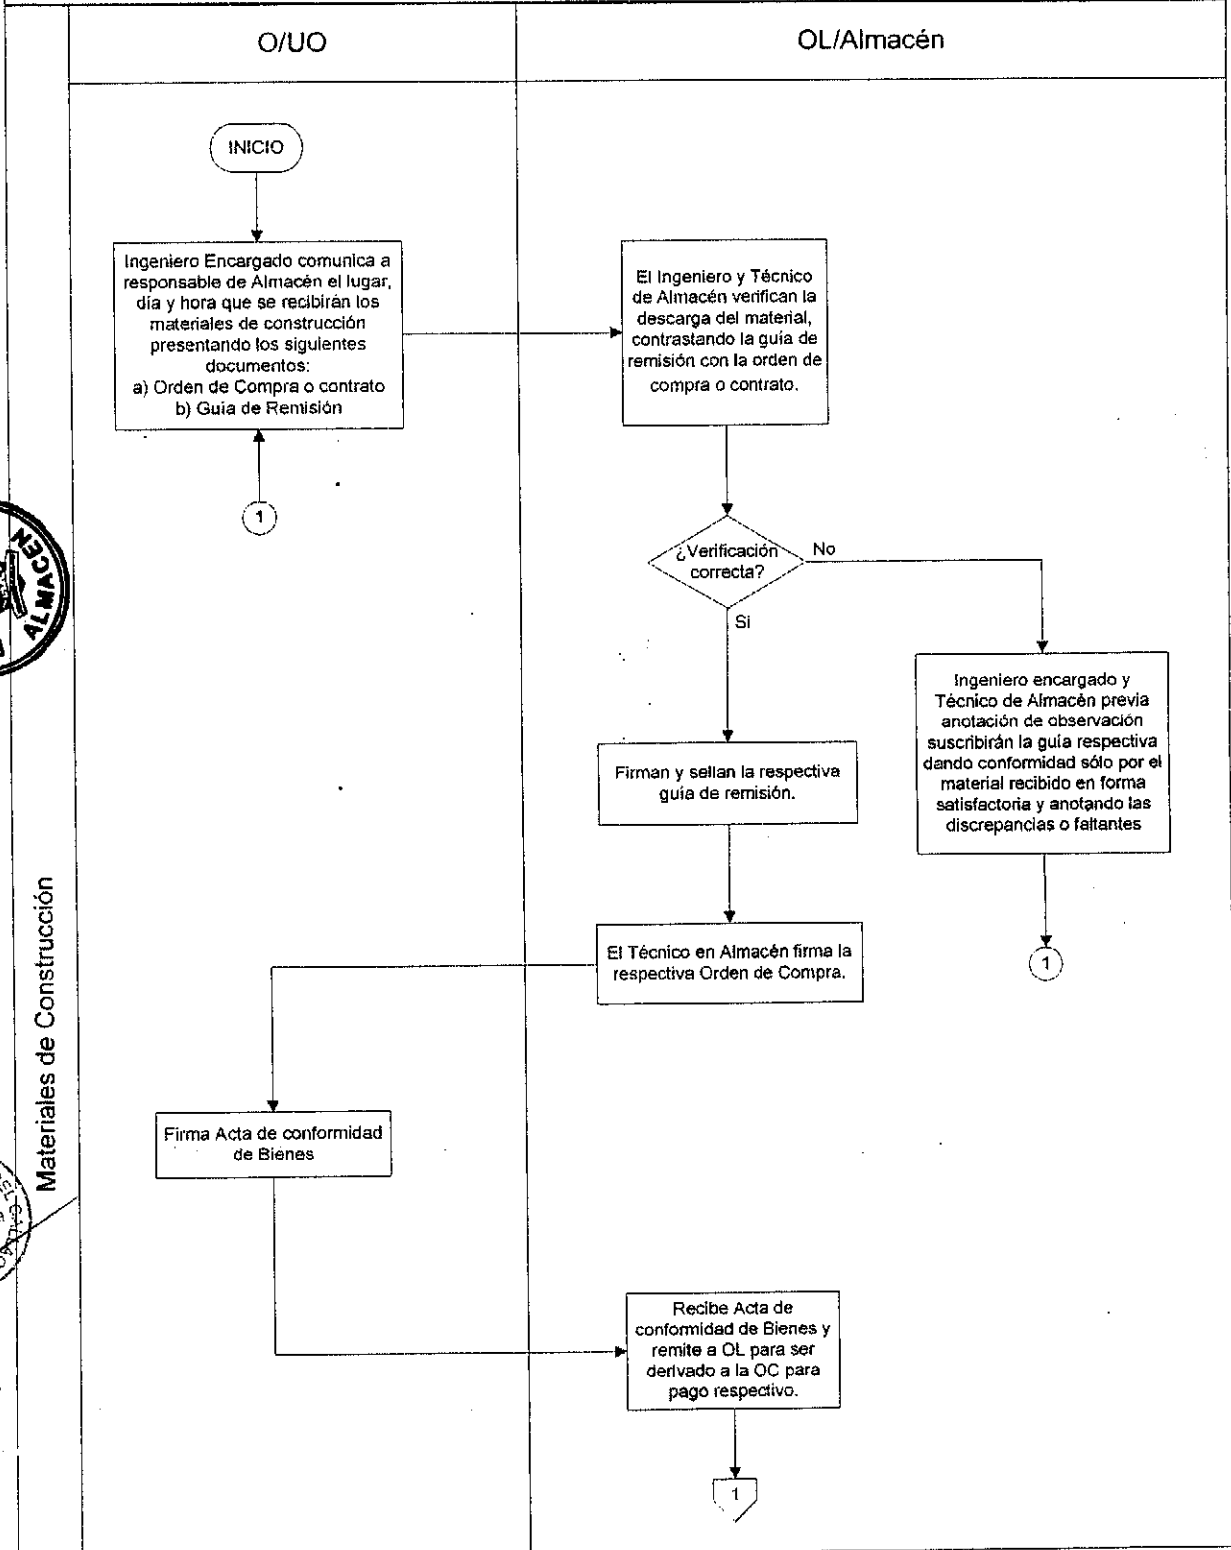 O/UO
OL/Almacén
INICIO
Ingeniero Encargado comunica a
responsable de Almacén el lugar,
día y hora que se recibirán los
materiales de construcción
presentando los siguientes
documentos:
a) Orden de Compra o contrato
b) Guía de Remisión
1
El Ingeniero y Técnico
de Almacén verifican la
descarga del material,
contrastando la guía de
remisión con la orden de
compra o contrato.
¿Verificación
correcta?
No
Si
Ingeniero encargado y
Técnico de Almacén previa
anotación de observación
suscribirán la guía respectiva
dando conformidad sólo por el
material recibido en forma
satisfactoria y anotando las
discrepancias o faltantes
1
Firman y sellan la respectiva
guía de remisión.
El Técnico en Almacén firma la
respectiva Orden de Compra.
Firma Acta de conformidad
de Bienes
Recibe Acta de
conformidad de Bienes y
remite a OL para ser
derivado a la OC para
pago respectivo.
1
Materiales de Construcción
ALMACEN